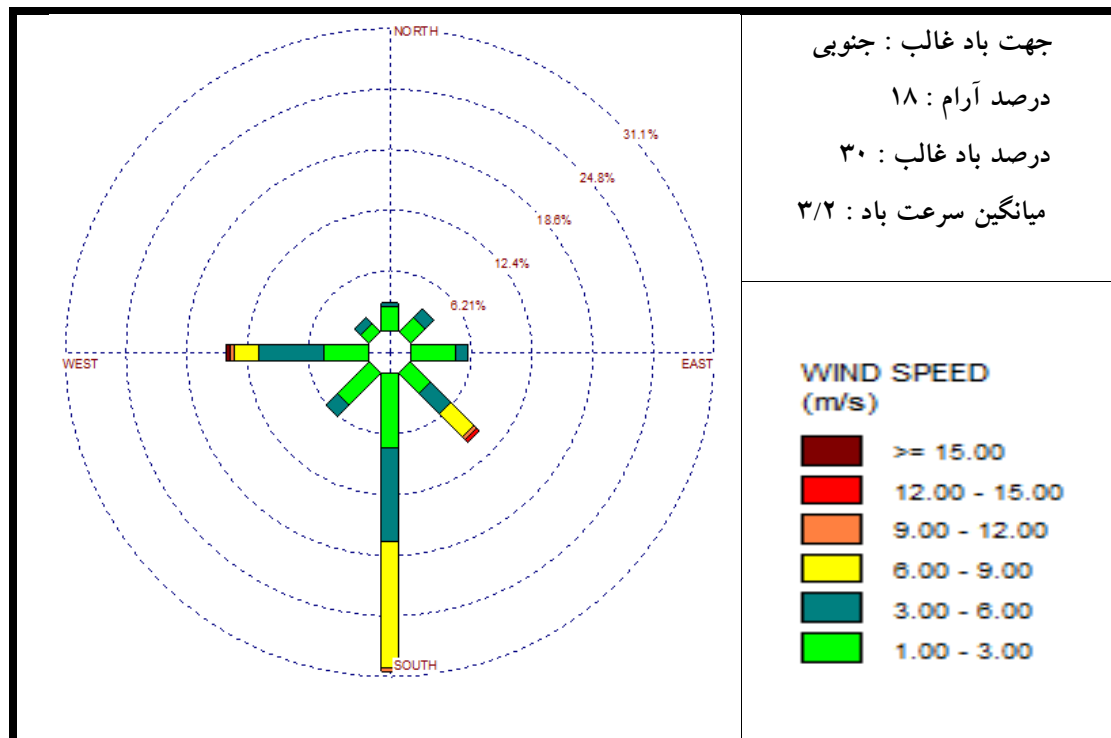 NORTH
31.1%
24.8%
18.6%
12.4%
6.21%
WEST
EAST
SOUTH
جهت باد غالب : جنوبی
درصد آرام : ۱۸
درصد باد غالب : ۳۰
میانگین سرعت باد : ۳/۲
WIND SPEED
(m/s)
>= 15.00
12.00 - 15.00
9.00 - 12.00
6.00 - 9.00
3.00 - 6.00
1.00 - 3.00